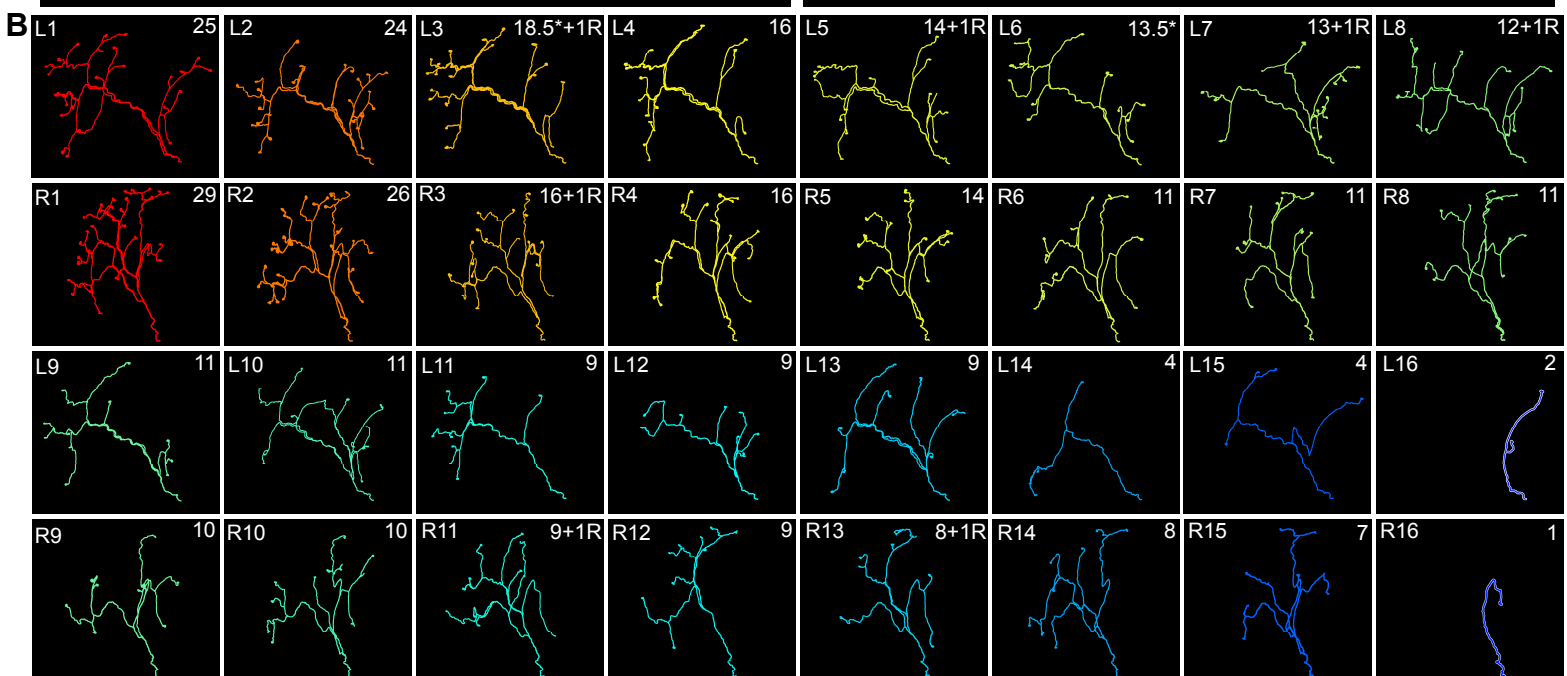 B
L1 25
L2 24
L3 18.5*+1R
L4 16
L5 14+1R
L6 13.5*
L7 13+1R
L8 12+1R
R1 29
R2 26
R3 16+1R
R4 16
R5 14
R6 11
R7 11
R8 11
L9 11
L10 11
L11 9
L12 9
L13 9
L14 4
L15 4
L16 2
R9 10
R10 10
R11 9+1R
R12 9
R13 8+1R
R14 8
R15 7
R16 1